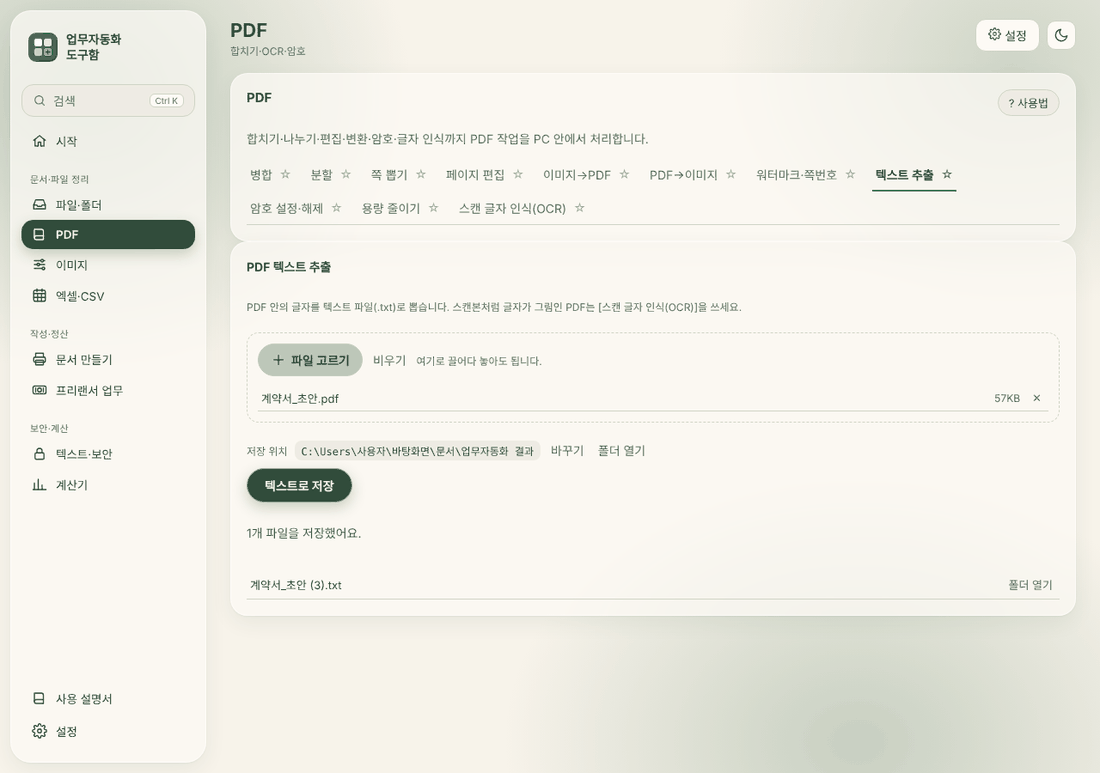 업무자동화
도구함
검색 Ctrl K
시작
문서·파일 정리
파일·폴더
PDF
이미지
엑셀·CSV
작성·정산
문서 만들기
프리랜서 업무
보안·계산
텍스트·보안
계산기
사용 설명서
설정
PDF
합치기·OCR·암호
설정
PDF
? 사용법
합치기·나누기·편집·변환·암호·글자 인식까지 PDF 작업을 PC 안에서 처리합니다.
병합 ☆ 분할 ☆ 쪽 뽑기 ☆ 페이지 편집 ☆ 이미지→PDF ☆ PDF→이미지 ☆ 워터마크·쪽번호 ☆ 텍스트 추출 ☆
암호 설정·해제 ☆ 용량 줄이기 ☆ 스캔 글자 인식(OCR) ☆
PDF 텍스트 추출
PDF 안의 글자를 텍스트 파일(.txt)로 뽑습니다. 스캔본처럼 글자가 그림인 PDF는 [스캔 글자 인식(OCR)]을 쓰세요.
+ 파일 고르기 비우기 여기로 끌어다 놓아도 됩니다.
계약서_초안.pdf 57KB ×
저장 위치 C:\Users\사용자\바탕화면\문서\업무자동화 결과 바꾸기 폴더 열기
텍스트로 저장
1개 파일을 저장했어요.
계약서_초안 (3).txt 폴더 열기